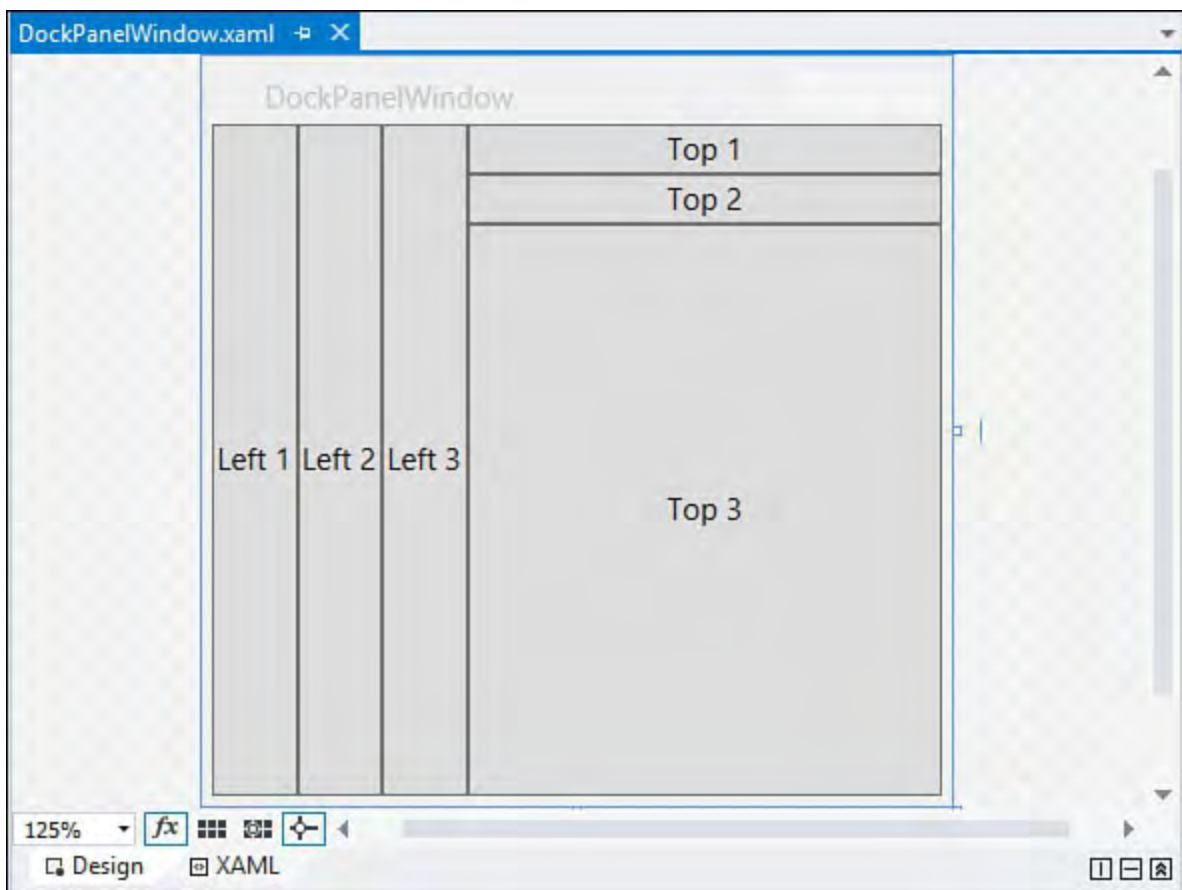 DockPanelWindow.xaml
DockPanelWindow
Top 1
Top 2
Left 1 Left 2 Left 3
Top 3
125% fx
Design XAML